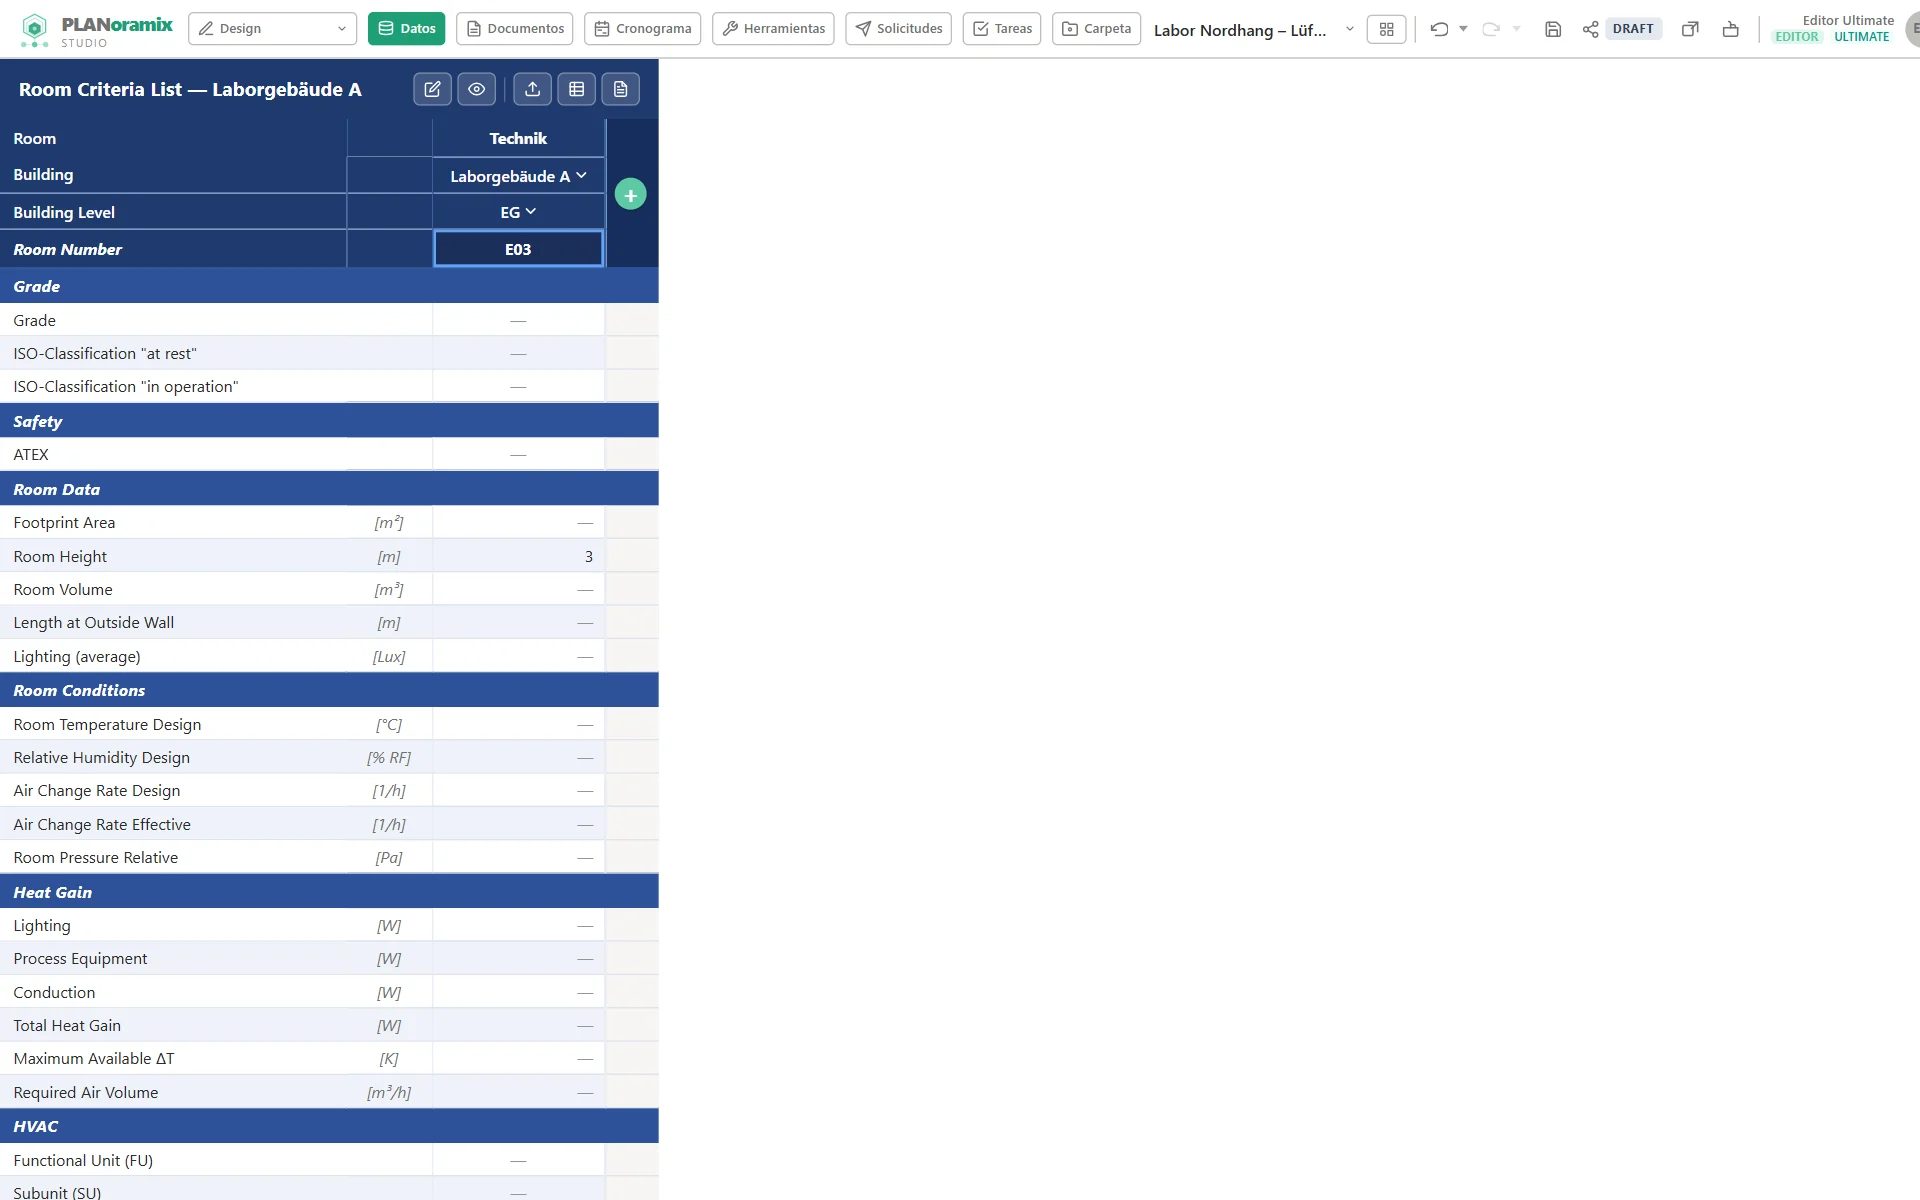 PLANoramix
STUDIO
Design
Datos
Documentos
Cronograma
Herramientas
Solicitudes
Tareas
Carpeta
Labor Nordhang – Lüf...
DRAFT
Editor Ultimate
EDITOR ULTIMATE
Room Criteria List — Laborgebäude A
Room Technik
Building Laborgebäude A
+
Building Level EG
Room Number E03
Grade
Grade —
ISO-Classification "at rest" —
ISO-Classification "in operation" —
Safety
ATEX —
Room Data
Footprint Area [m²] —
Room Height [m] 3
Room Volume [m³] —
Length at Outside Wall [m] —
Lighting (average) [Lux] —
Room Conditions
Room Temperature Design [°C] —
Relative Humidity Design [% RF] —
Air Change Rate Design [1/h] —
Air Change Rate Effective [1/h] —
Room Pressure Relative [Pa] —
Heat Gain
Lighting [W] —
Process Equipment [W] —
Conduction [W] —
Total Heat Gain [W] —
Maximum Available ΔT [K] —
Required Air Volume [m³/h] —
HVAC
Functional Unit (FU) —
Subunit (SU) —